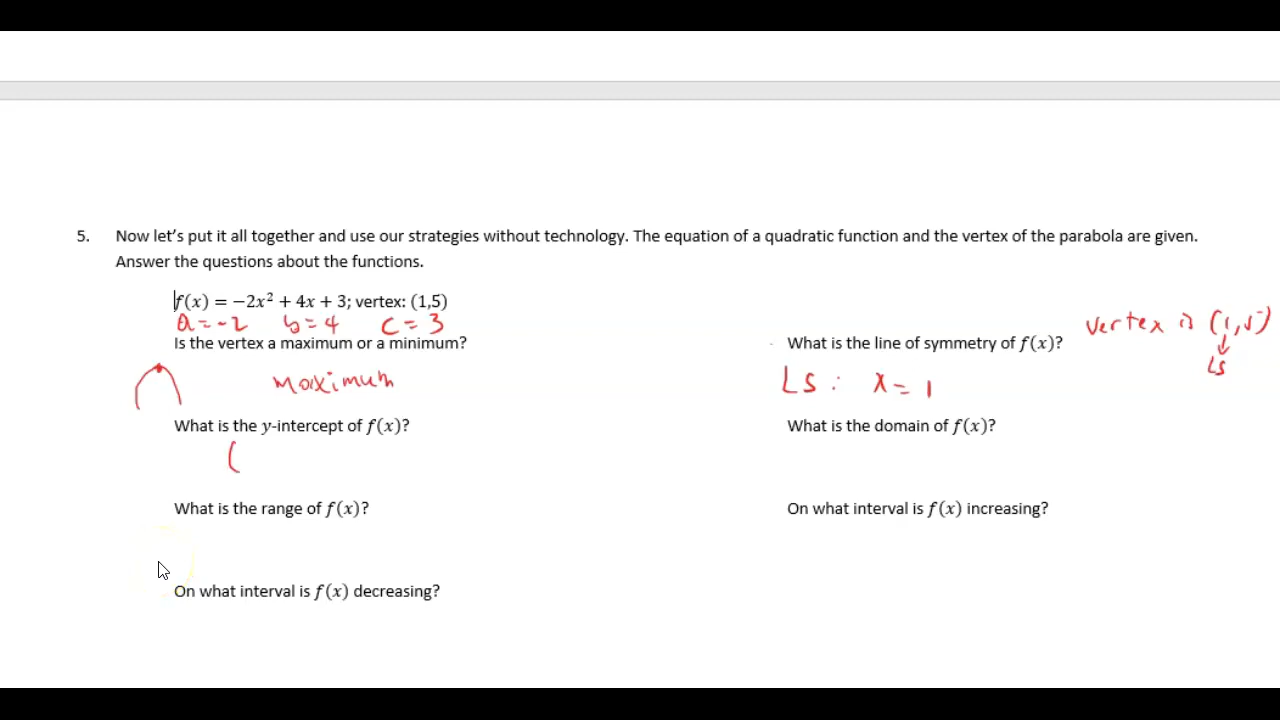 5. Now let's put it all together and use our strategies without technology. The equation of a quadratic function and the vertex of the parabola are given.
Answer the questions about the functions.
f(x) = −2x² + 4x + 3; vertex: (1,5)
a = -2 b = 4 c = 3
Is the vertex a maximum or a minimum?
maximum
What is the line of symmetry of f(x)?
vertex is (1,5)
LS
LS: x = 1
What is the y-intercept of f(x)?
(
What is the domain of f(x)?
What is the range of f(x)?
On what interval is f(x) increasing?
On what interval is f(x) decreasing?